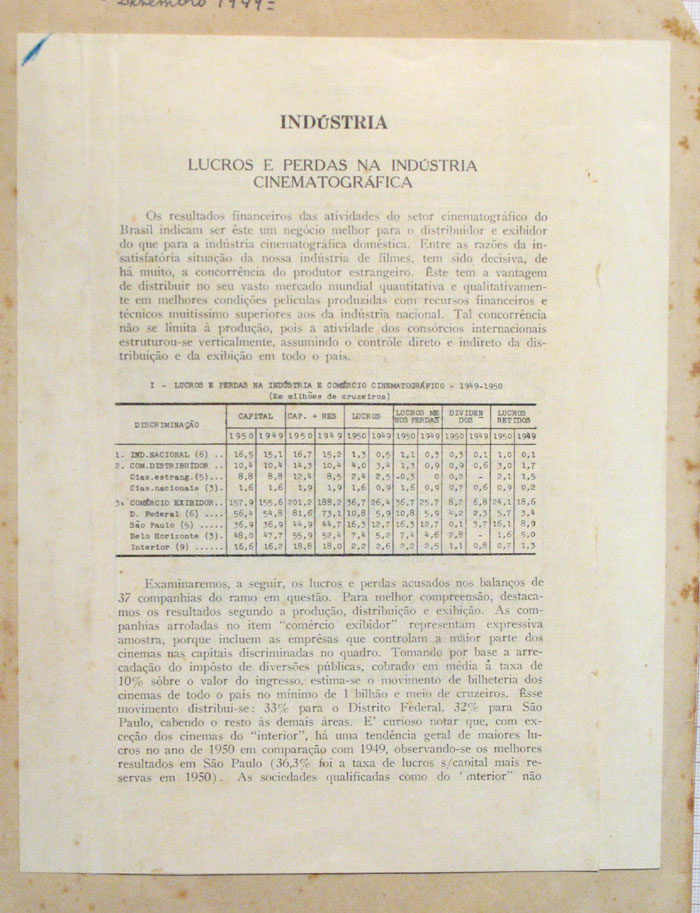 Dezembro 1944=
INDÚSTRIA
LUCROS E PERDAS NA INDÚSTRIA
CINEMATOGRÁFICA
Os resultados financeiros das atividades do setor cinematográfico do
Brasil indicam ser êste um negócio melhor para o distribuidor e exibidor
do que para a indústria cinematográfica doméstica. Entre as razões da in-
satisfatória situação da nossa indústria de filmes, tem sido decisiva, de
há muito, a concorrência do produtor estrangeiro. Êste tem a vantagem
de distribuir no seu vasto mercado mundial quantitativa e qualitativamen-
te em melhores condições películas produzidas com recursos financeiros e
técnicos muitíssimo superiores aos da indústria nacional. Tal concorrência
não se limita à produção, pois a atividade dos consórcios internacionais
estruturou-se verticalmente, assumindo o contrôle direto e indireto da dis-
tribuição e da exibição em todo o país.
I - LUCROS E PERDAS NA INDÚSTRIA E COMÉRCIO CINEMATOGRÁFICO - 1949-1950
(Em milhões de cruzeiros)
DISCRIMINAÇÃO CAPITAL CAP. + RES LUCROS LUCROS ME NOS PERDAS DIVIDEN DOS LUCROS RETIDOS
1950 1949 1950 1949 1950 1949 1950 1949 1950 1949 1950 1949
1. IND.NACIONAL (6) .. 16,5 15,1 16,7 15,2 1,3 0,5 1,1 0,3 0,3 0,1 1,0 0,1
2. COM.DISTRIBUIDOR .. 10,4 10,4 14,3 10,4 4,0 3,4 1,3 0,9 0,9 0,6 3,0 1,7
Cias.estrang.(5)... 8,8 8,8 12,4 8,5 2,4 2,5 -0,3 0 0,2 - 2,1 1,5
Cias.nacionais (3). 1,6 1,6 1,9 1,9 1,6 0,9 1,6 0,9 0,7 0,6 0,9 0,2
3. COMÉRCIO EXIBIDOR.. 157,9 155,6 201,2 188,2 36,7 26,4 36,7 25,7 8,2 6,8 24,1 18,6
D. Federal (6) .... 56,4 54,8 81,6 73,1 10,8 5,9 10,8 5,9 4,2 2,3 5,7 3,4
São Paulo (5) ..... 36,9 36,9 44,9 44,7 16,3 12,7 16,3 12,7 0,1 3,7 16,1 8,9
Belo Horizonte (3). 48,0 47,7 55,9 52,4 7,4 5,2 7,4 4,6 2,8 - 1,6 5,0
Interior (9) ...... 16,6 16,2 18,8 18,0 2,2 2,6 2,2 2,5 1,1 0,8 0,7 1,3
Examinaremos, a seguir, os lucros e perdas acusados nos balanços de
37 companhias do ramo em questão. Para melhor compreensão, destaca-
mos os resultados segundo a produção, distribuição e exibição. As com-
panhias arroladas no item "comércio exibidor" representam expressiva
amostra, porque incluem as emprêsas que controlam a maior parte dos
cinemas nas capitais discriminadas no quadro. Tomando por base a arre-
cadação do impôsto de diversões públicas, cobrado em média à taxa de
10% sôbre o valor do ingresso, estima-se o movimento de bilheteria dos
cinemas de todo o país no mínimo de 1 bilhão e meio de cruzeiros. Êsse
movimento distribui-se: 33% para o Distrito Federal, 32% para São
Paulo, cabendo o resto às demais áreas. E' curioso notar que, com ex-
ceção dos cinemas do "interior", há uma tendência geral de maiores lu-
cros no ano de 1950 em comparação com 1949, observando-se os melhores
resultados em São Paulo (36,3% foi a taxa de lucros s/capital mais re-
servas em 1950). As sociedades qualificadas como do 'interior" não